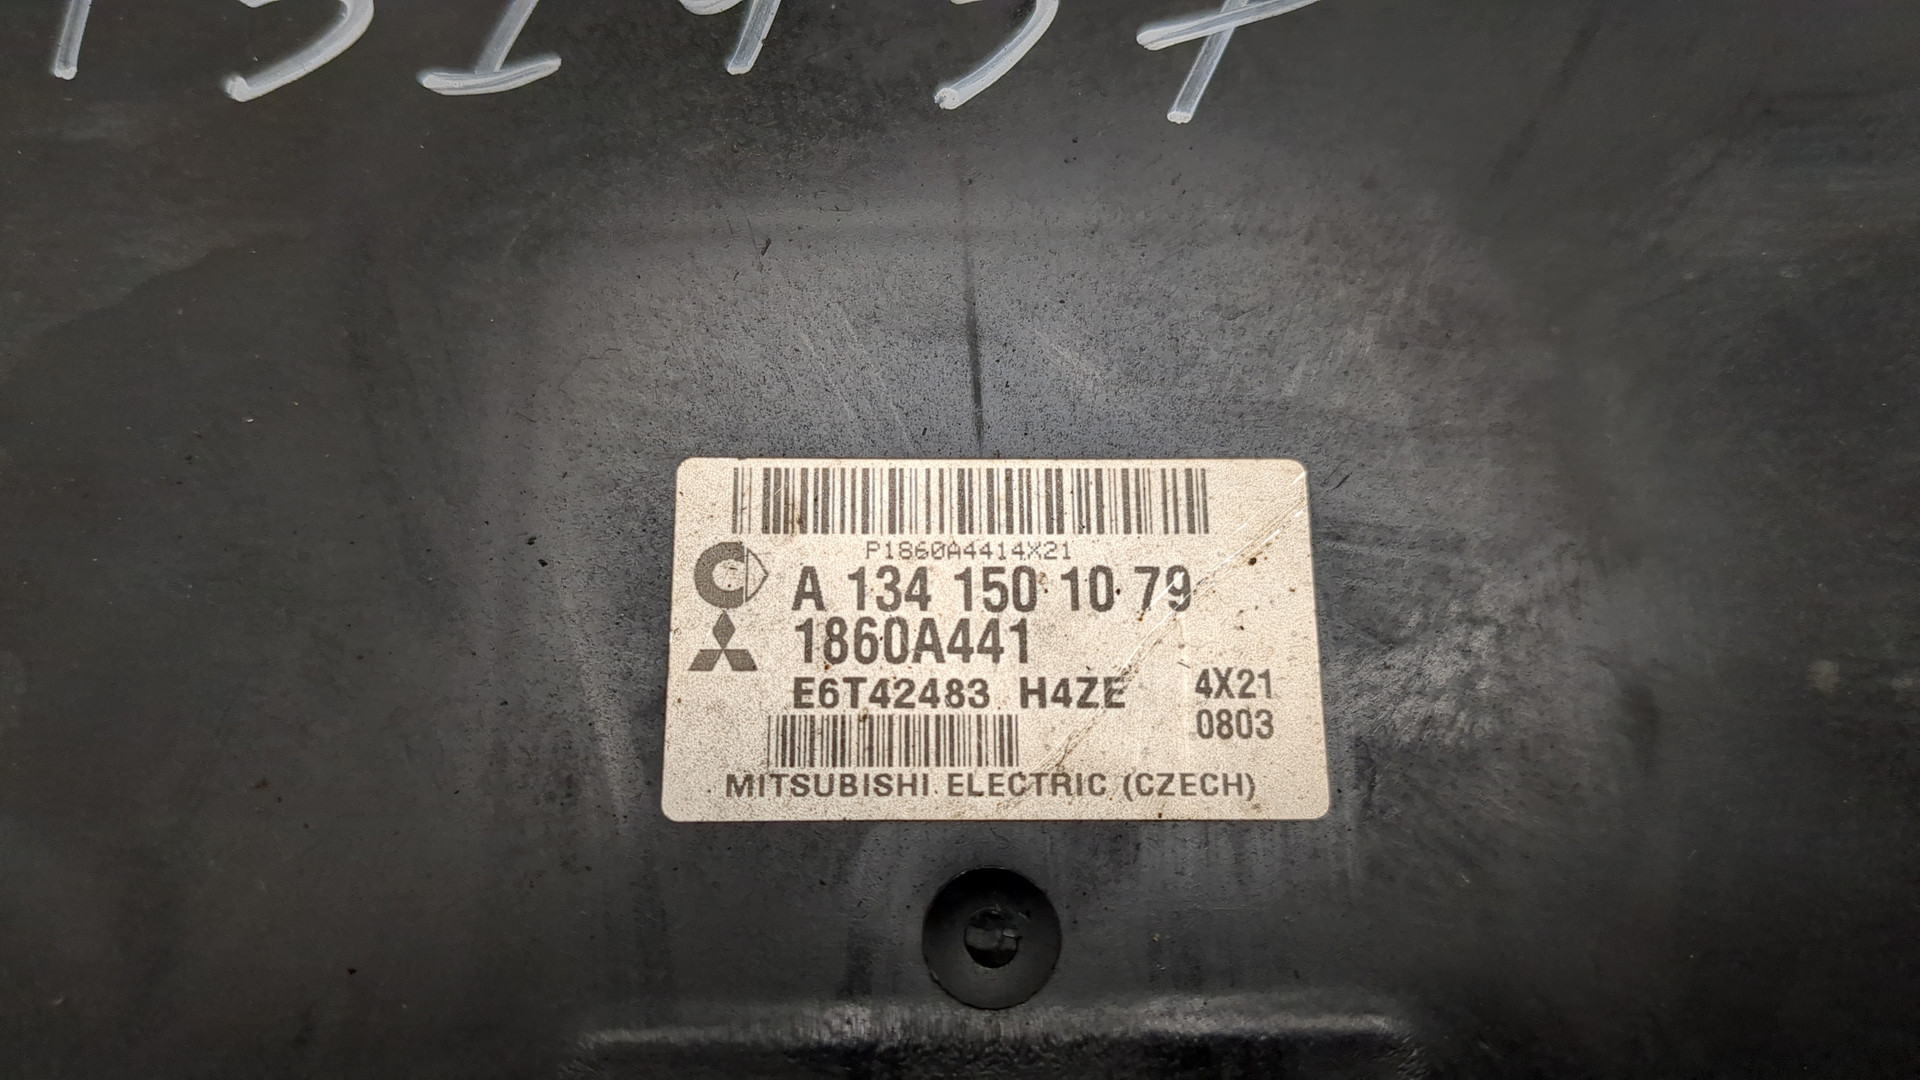 P1860A4414X21
A 134 150 10 79
1860A441
E6T42483 H4ZE
4X21
0803
MITSUBISHI ELECTRIC (CZECH)